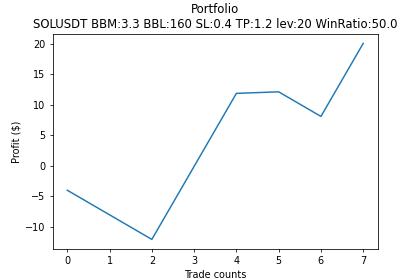 Portfolio
SOLUSDT BBM:3.3 BBL:160 SL:0.4 TP:1.2 lev:20 WinRatio:50.0
20
15
10
5
0
−5
−10
Profit ($)
0 1 2 3 4 5 6 7
Trade counts